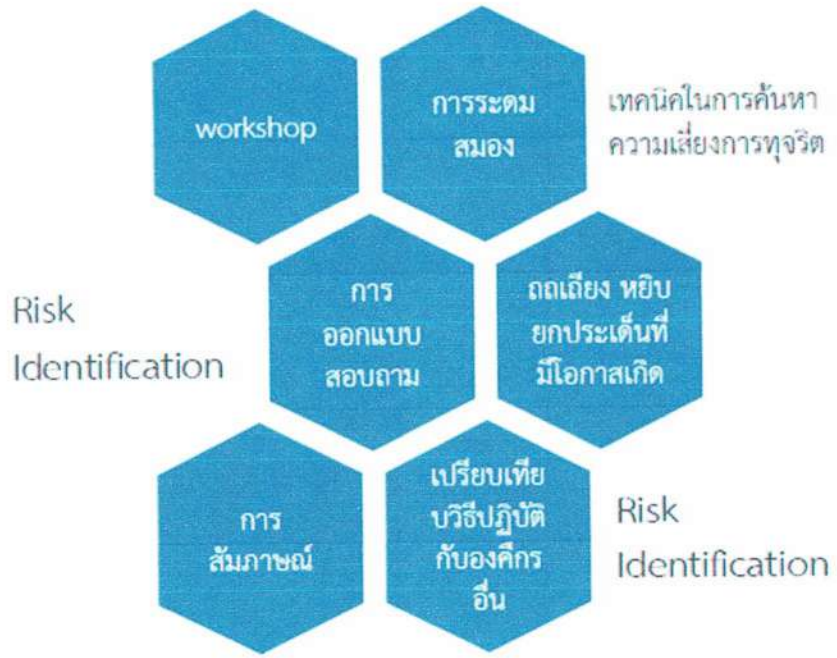 workshop
การระดม
สมอง
เทคนิคในการค้นหา
ความเสี่ยงการทุจริต
Risk
Identification
การ
ออกแบบ
สอบถาม
ถกเถียง หยิบ
ยกประเด็นที่
มีโอกาสเกิด
การ
สัมภาษณ์
เปรียบเทีย
บวิธีปฏิบัติ
กับองค์กร
อื่น
Risk
Identification